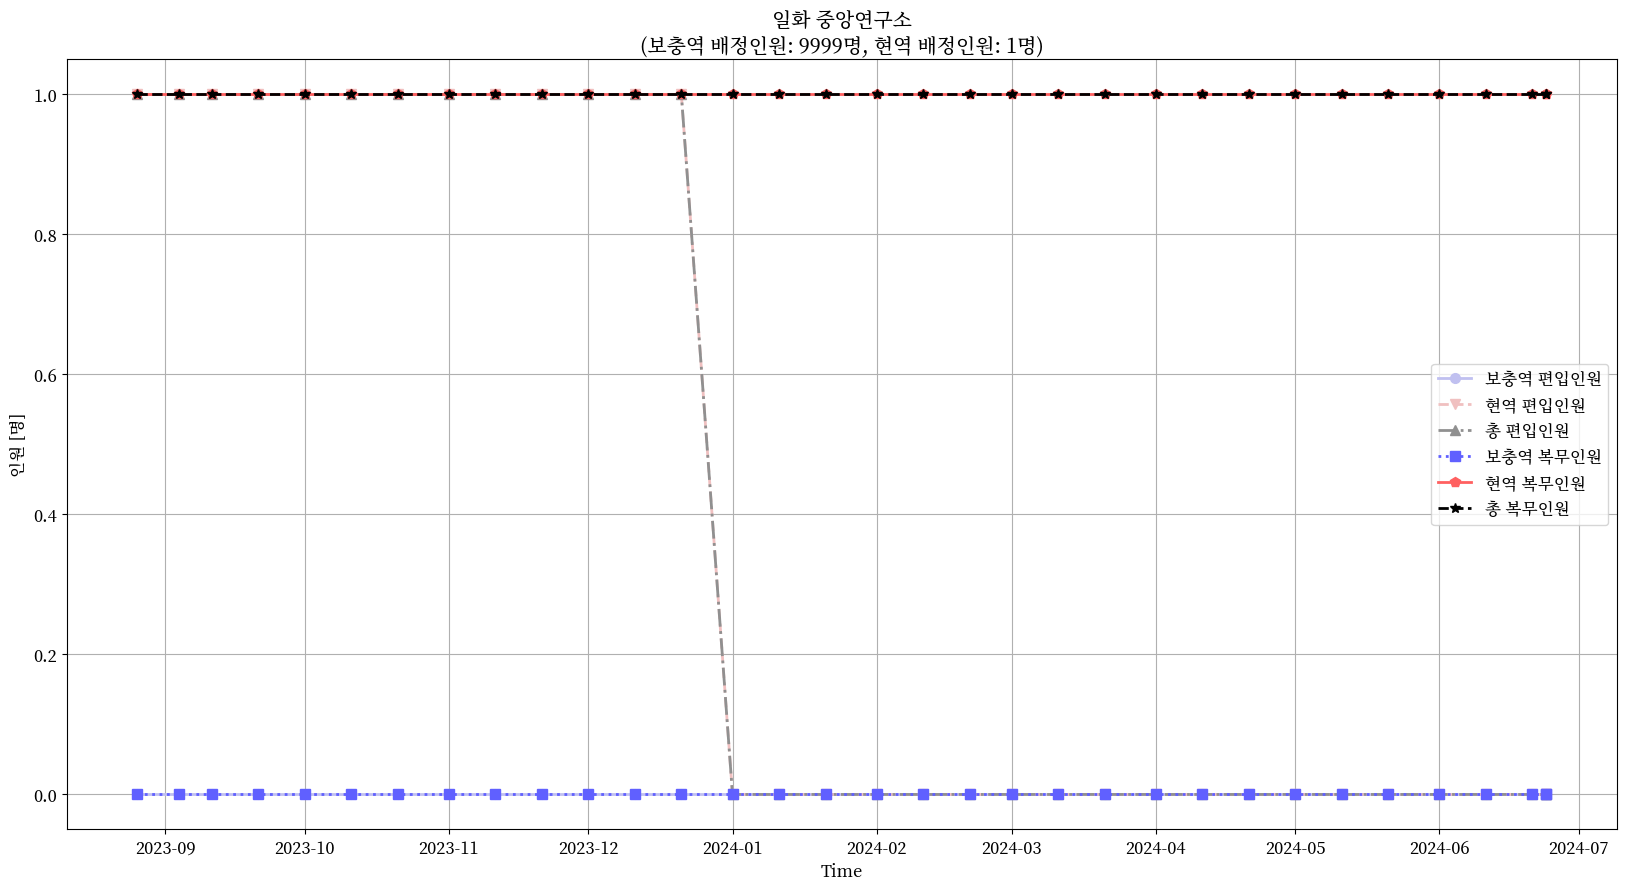 일화 중앙연구소
(보충역 배정인원: 9999명, 현역 배정인원: 1명)
1.0
0.8
0.6
0.4
0.2
0.0
인원 [명]
보충역 편입인원
현역 편입인원
총 편입인원
보충역 복무인원
현역 복무인원
총 복무인원
2023-09
2023-10
2023-11
2023-12
2024-01
2024-02
2024-03
2024-04
2024-05
2024-06
2024-07
Time